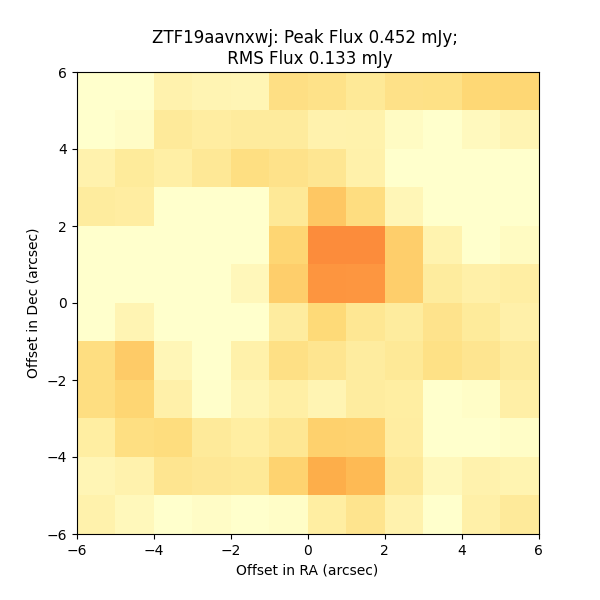 ZTF19aavnxwj: Peak Flux 0.452 mJy;
RMS Flux 0.133 mJy
6
4
2
0
−2
−4
−6
Offset in Dec (arcsec)
−6 −4 −2 0 2 4 6
Offset in RA (arcsec)